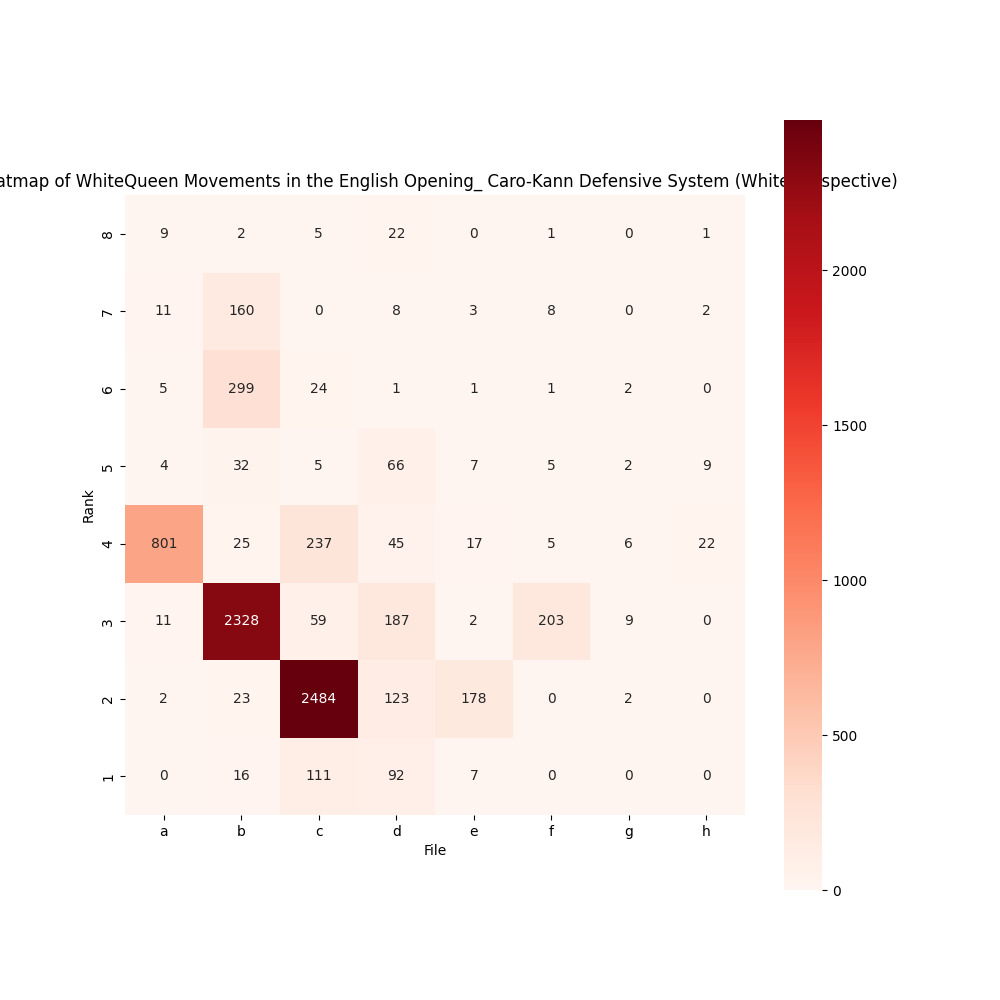 atmap of WhiteQueen Movements in the English Opening_ Caro-Kann Defensive System (White spective)
8 9 2 5 22 0 1 0 1
7 11 160 0 8 3 8 0 2
6 5 299 24 1 1 1 2 0
5 4 32 5 66 7 5 2 9
4 801 25 237 45 17 5 6 22
3 11 2328 59 187 2 203 9 0
2 2 23 2484 123 178 0 2 0
1 0 16 111 92 7 0 0 0
a b c d e f g h
File
Rank
2000
1500
1000
500
0